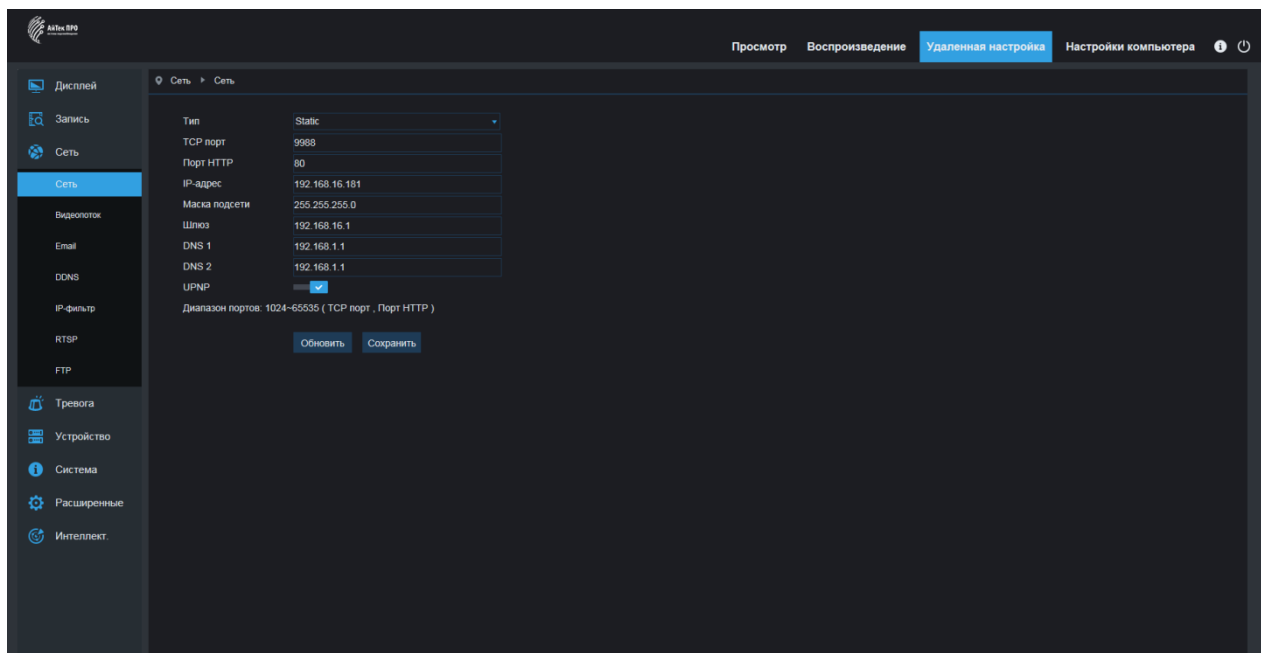 АйТек ПРО
Просмотр Воспроизведение Удаленная настройка Настройки компьютера
Дисплей
Запись
Сеть
Сеть
Видеопоток
Email
DDNS
IP-фильтр
RTSP
FTP
Тревога
Устройство
Система
Расширенные
Интеллект.
Сеть Сеть
Тип Static
TCP порт 9988
Порт HTTP 80
IP-адрес 192.168.16.181
Маска подсети 255.255.255.0
Шлюз 192.168.16.1
DNS 1 192.168.1.1
DNS 2 192.168.1.1
UPNP
Диапазон портов: 1024~65535 ( TCP порт , Порт HTTP )
Обновить Сохранить